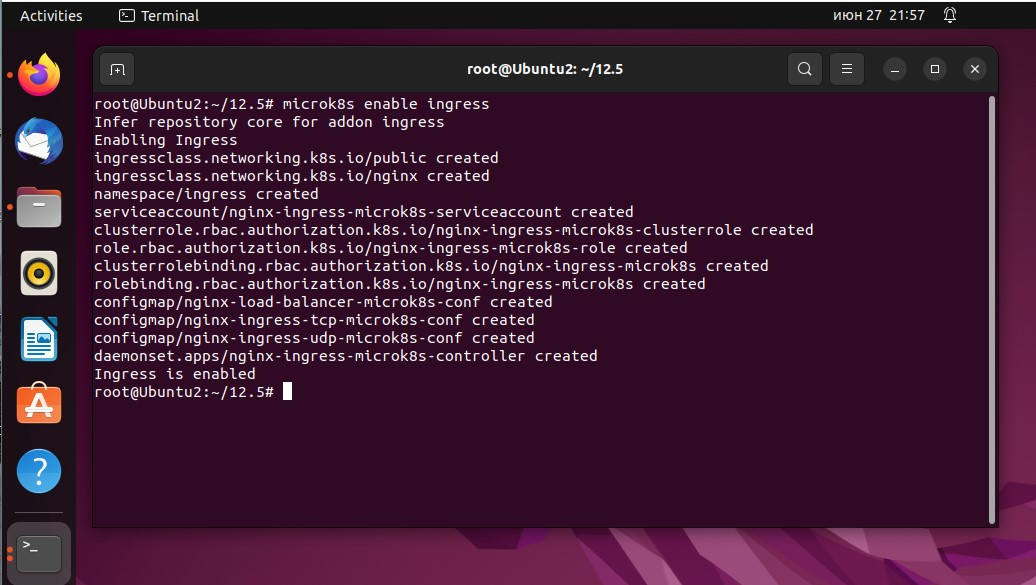 Activities
Terminal
июн 27 21:57
root@Ubuntu2: ~/12.5
root@Ubuntu2:~/12.5# microk8s enable ingress
Infer repository core for addon ingress
Enabling Ingress
ingressclass.networking.k8s.io/public created
ingressclass.networking.k8s.io/nginx created
namespace/ingress created
serviceaccount/nginx-ingress-microk8s-serviceaccount created
clusterrole.rbac.authorization.k8s.io/nginx-ingress-microk8s-clusterrole created
role.rbac.authorization.k8s.io/nginx-ingress-microk8s-role created
clusterrolebinding.rbac.authorization.k8s.io/nginx-ingress-microk8s created
rolebinding.rbac.authorization.k8s.io/nginx-ingress-microk8s created
configmap/nginx-load-balancer-microk8s-conf created
configmap/nginx-ingress-tcp-microk8s-conf created
configmap/nginx-ingress-udp-microk8s-conf created
daemonset.apps/nginx-ingress-microk8s-controller created
Ingress is enabled
root@Ubuntu2:~/12.5#